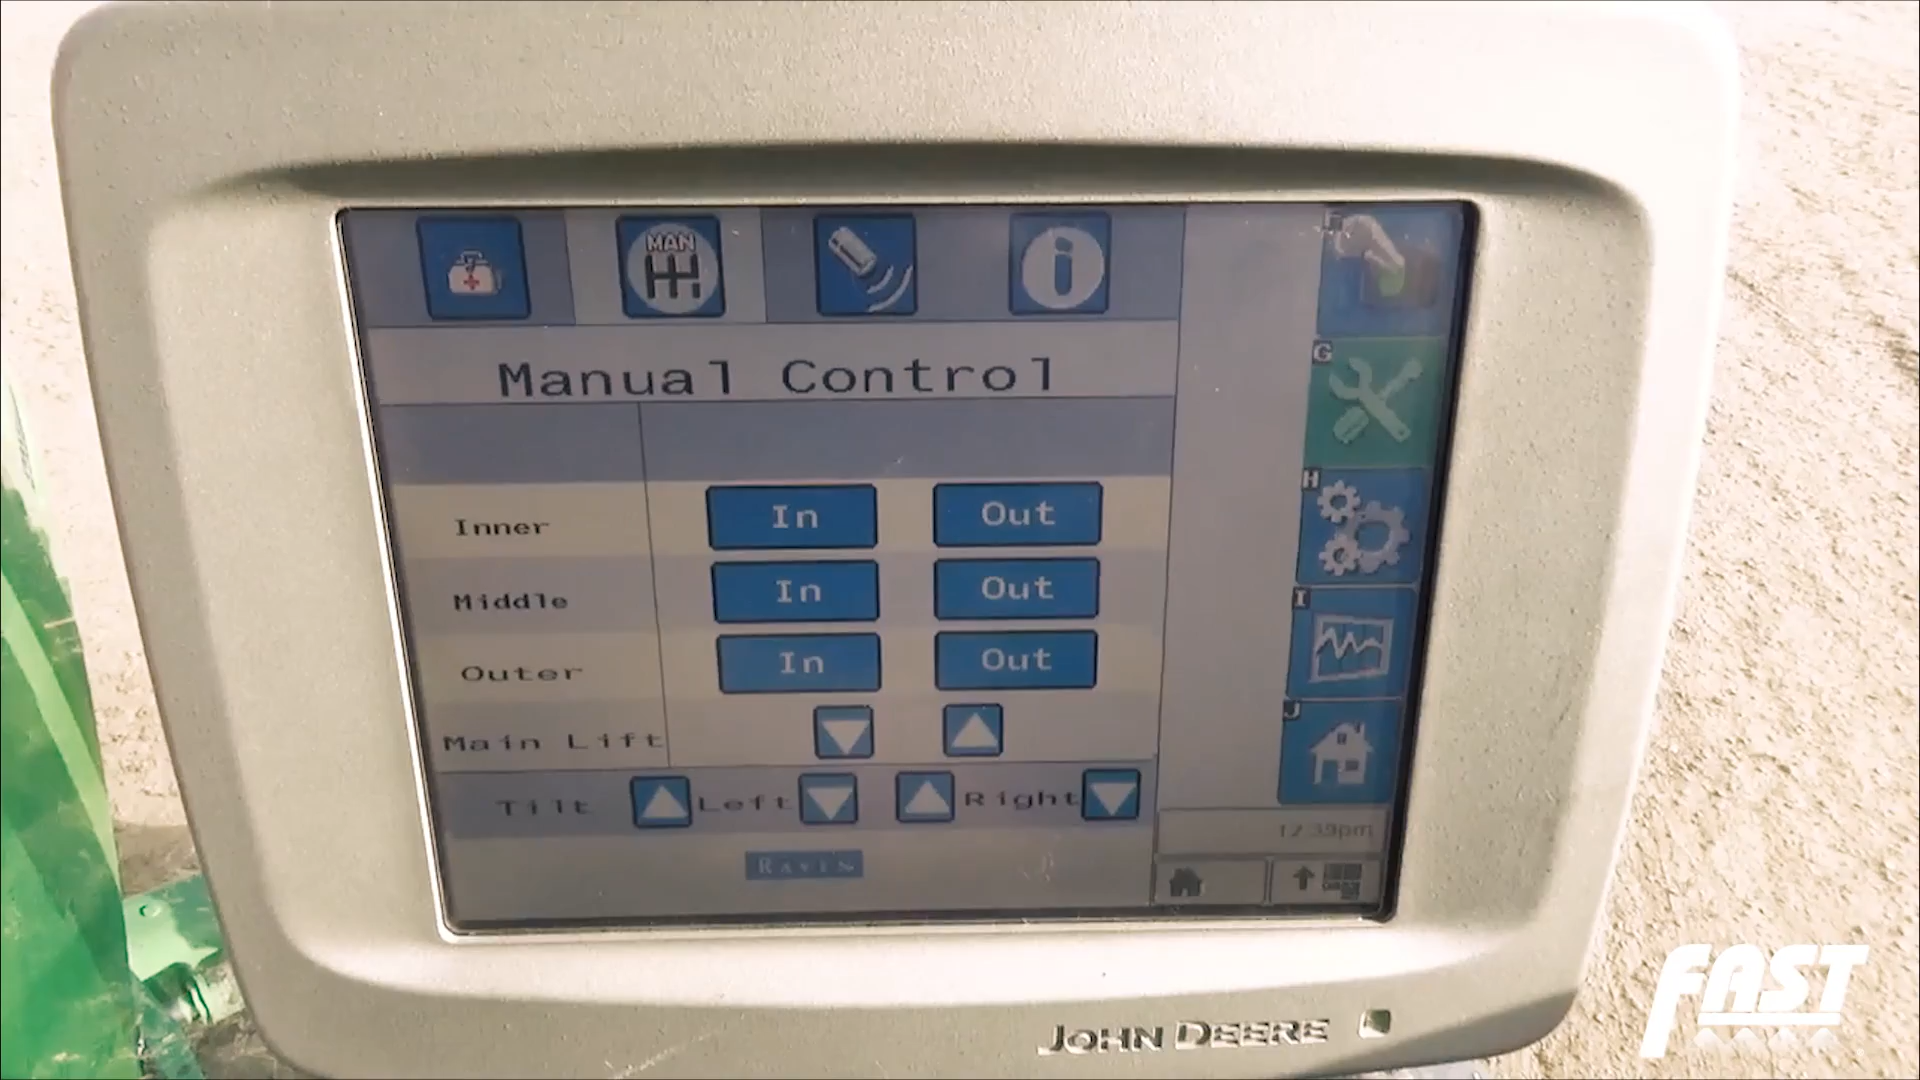 MAN
G
Manual Control
H
Inner In Out
Middle In Out
I
Outer In Out
Main Lift
J
Tilt Left Right
12:39pm
RAVEN
JOHN DEERE
FAST